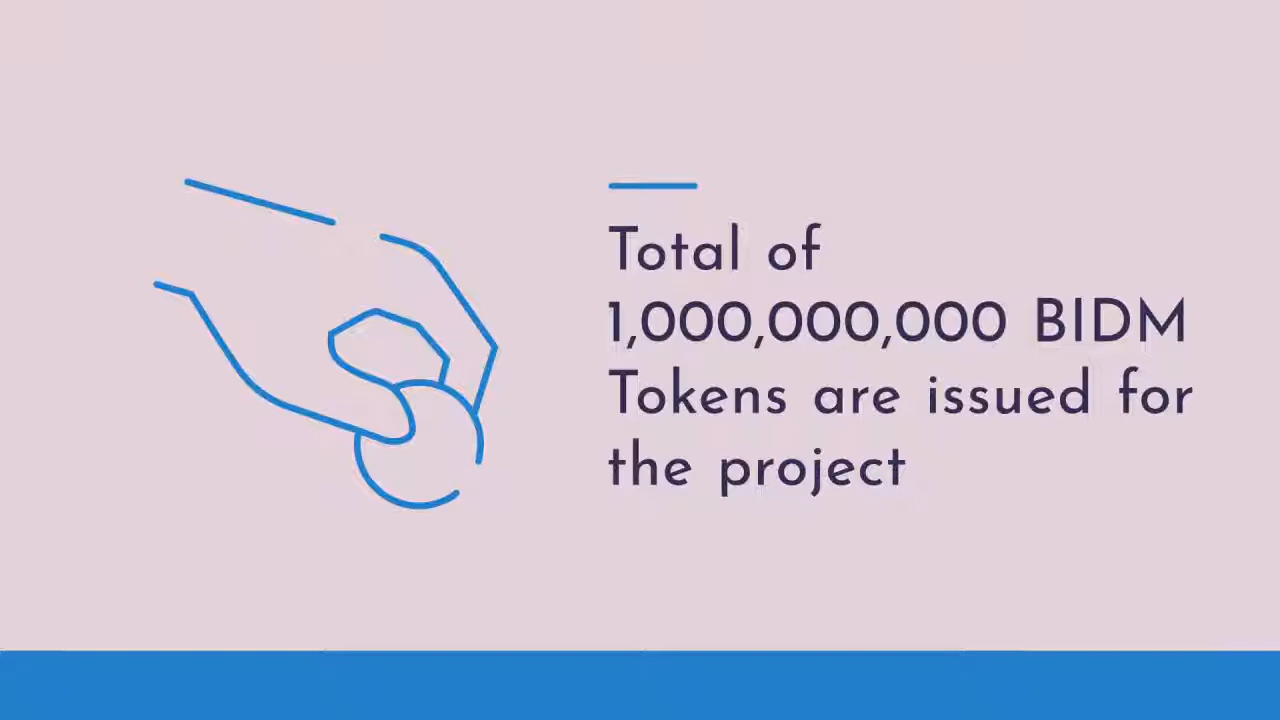 Total of
1,000,000,000 BIDM
Tokens are issued for
the project